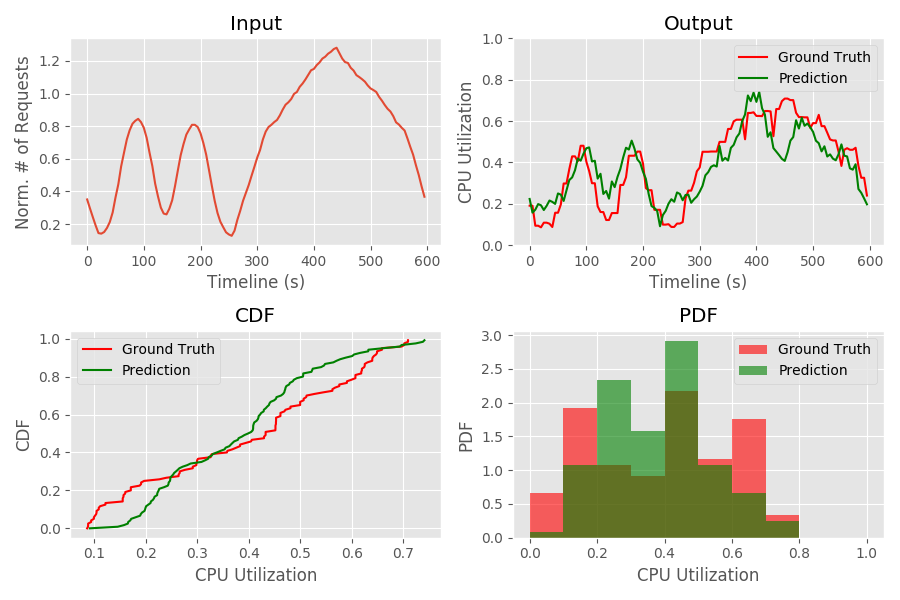 Input
Norm. # of Requests
1.2
1.0
0.8
0.6
0.4
0.2
0 100 200 300 400 500 600
Timeline (s)
Output
CPU Utilization
1.0
0.8
0.6
0.4
0.2
0.0
Ground Truth
Prediction
0 100 200 300 400 500 600
Timeline (s)
CDF
CDF
1.0
0.8
0.6
0.4
0.2
0.0
Ground Truth
Prediction
0.1 0.2 0.3 0.4 0.5 0.6 0.7
CPU Utilization
PDF
PDF
3.0
2.5
2.0
1.5
1.0
0.5
0.0
Ground Truth
Prediction
0.0 0.2 0.4 0.6 0.8 1.0
CPU Utilization